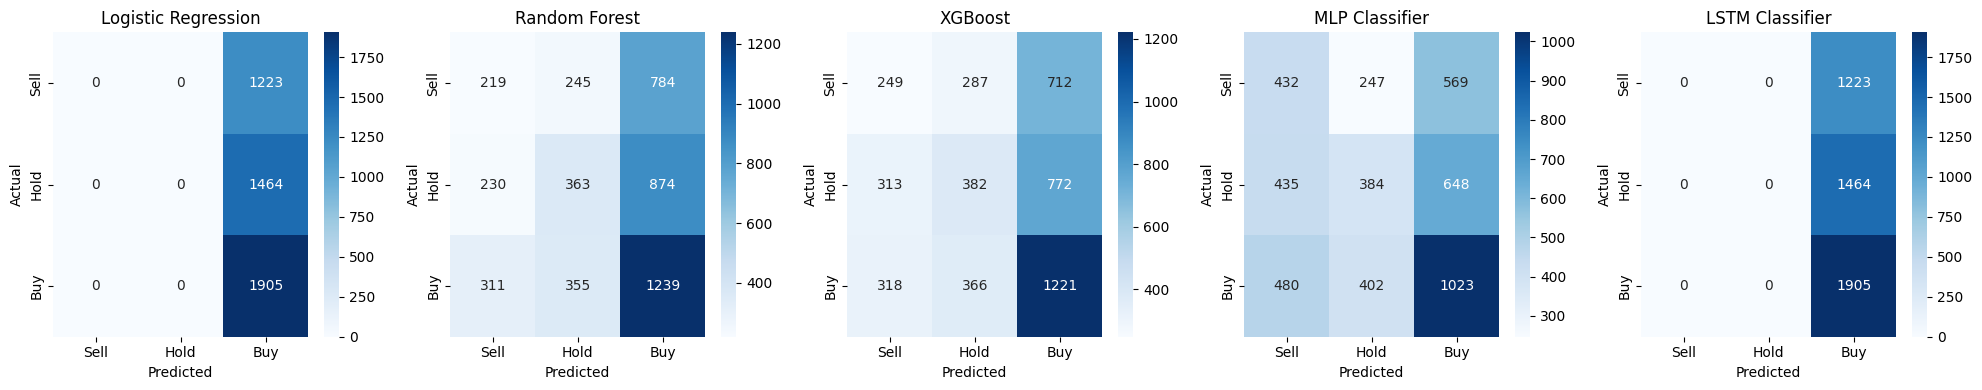 Logistic Regression
Sell
Hold
Buy
Actual
0 0 1223
0 0 1464
0 0 1905
Sell Hold Buy
Predicted
1750
1500
1250
1000
750
500
250
0
Random Forest
Sell
Hold
Buy
Actual
219 245 784
230 363 874
311 355 1239
Sell Hold Buy
Predicted
1200
1000
800
600
400
XGBoost
Sell
Hold
Buy
Actual
249 287 712
313 382 772
318 366 1221
Sell Hold Buy
Predicted
1200
1000
800
600
400
MLP Classifier
Sell
Hold
Buy
Actual
432 247 569
435 384 648
480 402 1023
Sell Hold Buy
Predicted
1000
900
800
700
600
500
400
300
LSTM Classifier
Sell
Hold
Buy
Actual
0 0 1223
0 0 1464
0 0 1905
Sell Hold Buy
Predicted
1750
1500
1250
1000
750
500
250
0